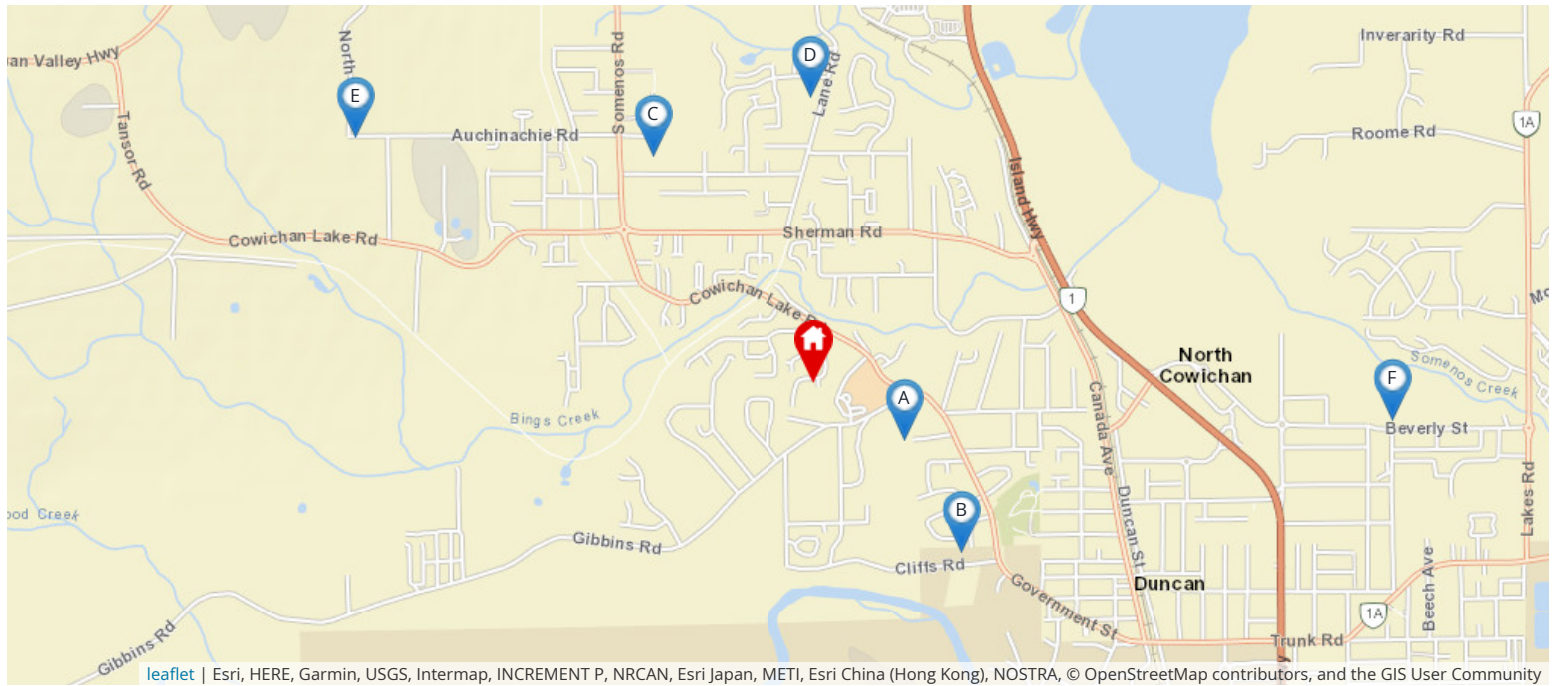 an Valley Hwy
North
Tansor Rd
E
Auchinachie Rd
Somenos Rd
C
D
Lane Rd
Inverarity Rd
1A
Roome Rd
Island Hwy
Cowichan Lake Rd
Sherman Rd
Cowichan Lake
1
Mo
North
Cowichan
Somenos Creek
F
Beverly St
A
Bings Creek
Canada Ave
Duncan St
B
ood Creek
Gibbins Rd
Cliffs Rd
Lakes Rd
Duncan
Government St
Beech Ave
1A
Trunk Rd
y
Gibbins Rd
leaflet | Esri, HERE, Garmin, USGS, Intermap, INCREMENT P, NRCAN, Esri Japan, METI, Esri China (Hong Kong), NOSTRA, © OpenStreetMap contributors, and the GIS User Community